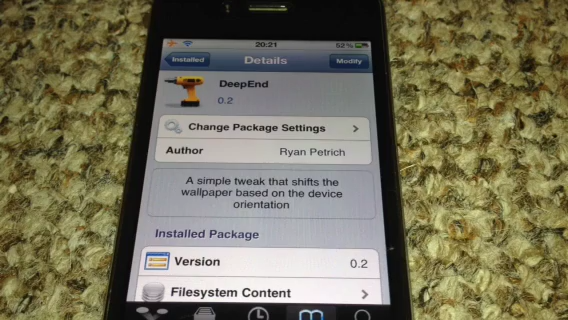 20:21
52%
Installed
Details
Modify
DeepEnd
0.2
Change Package Settings
Author
Ryan Petrich
A simple tweak that shifts the
wallpaper based on the device
orientation
Installed Package
Version
0.2
Filesystem Content